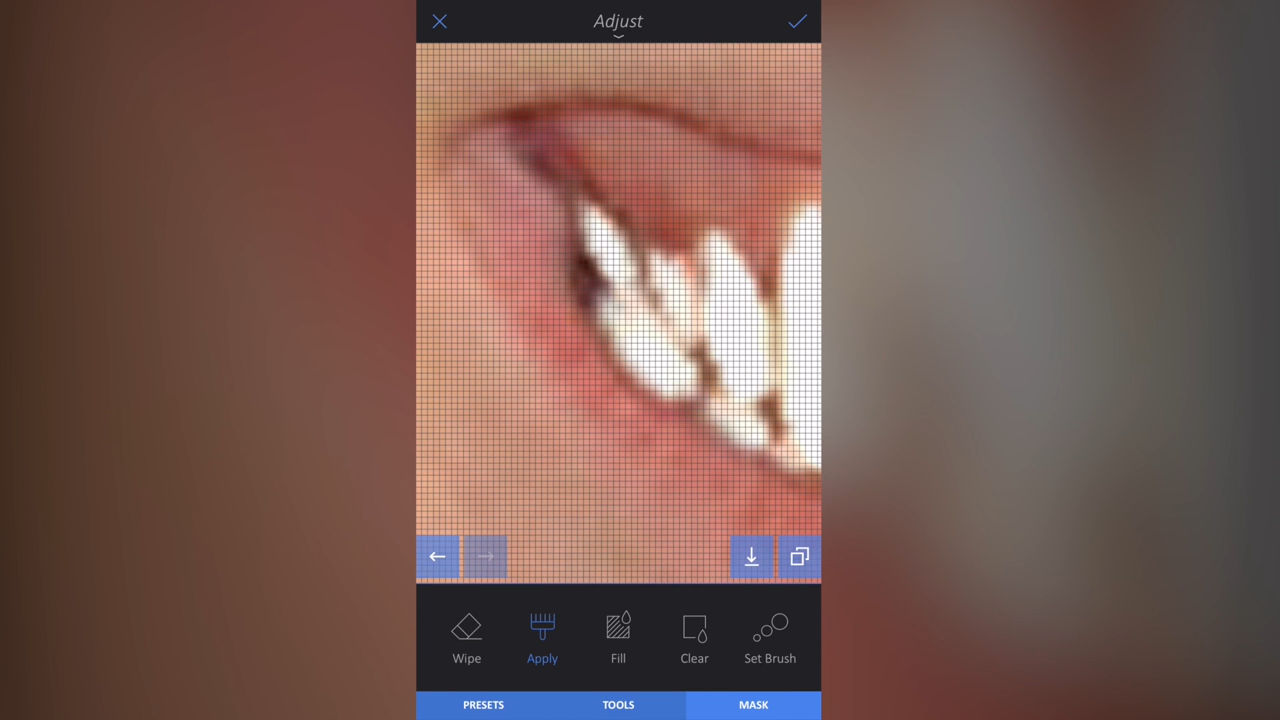 Adjust
Wipe
Apply
Fill
Clear
Set Brush
PRESETS
TOOLS
MASK